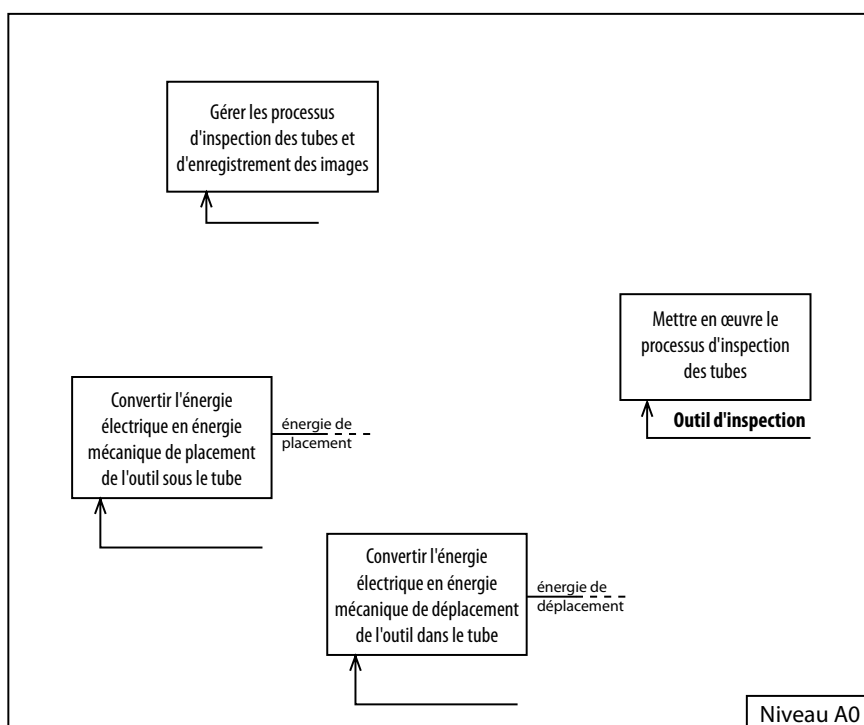 Gérer les processus
d'inspection des tubes et
d'enregistrement des images
Mettre en œuvre le
processus d'inspection
des tubes
Outil d'inspection
Convertir l'énergie
électrique en énergie
mécanique de placement
de l'outil sous le tube
énergie de
placement
Convertir l'énergie
électrique en énergie
mécanique de déplacement
de l'outil dans le tube
énergie de
déplacement
Niveau A0